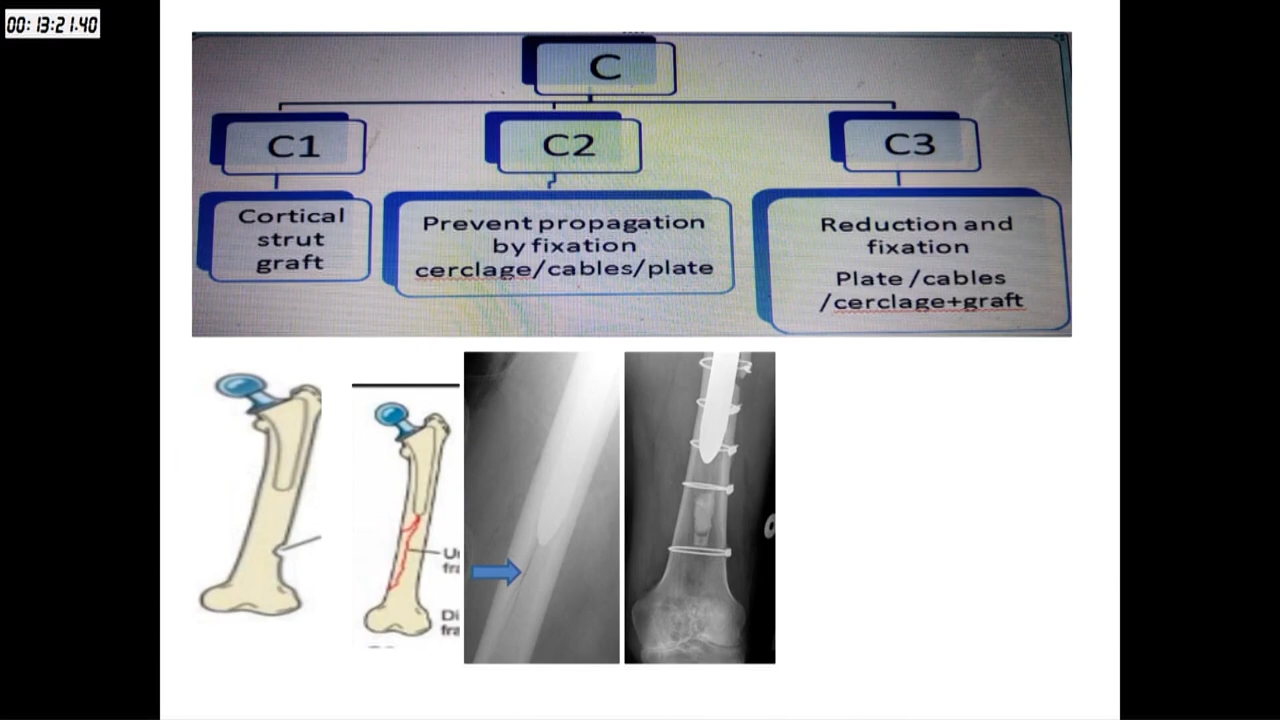 00:13:21.40
C
C1
C2
C3
Cortical
strut
graft
Prevent propagation
by fixation
cerclage/cables/plate
Reduction and
fixation
Plate /cables
/cerclage+graft